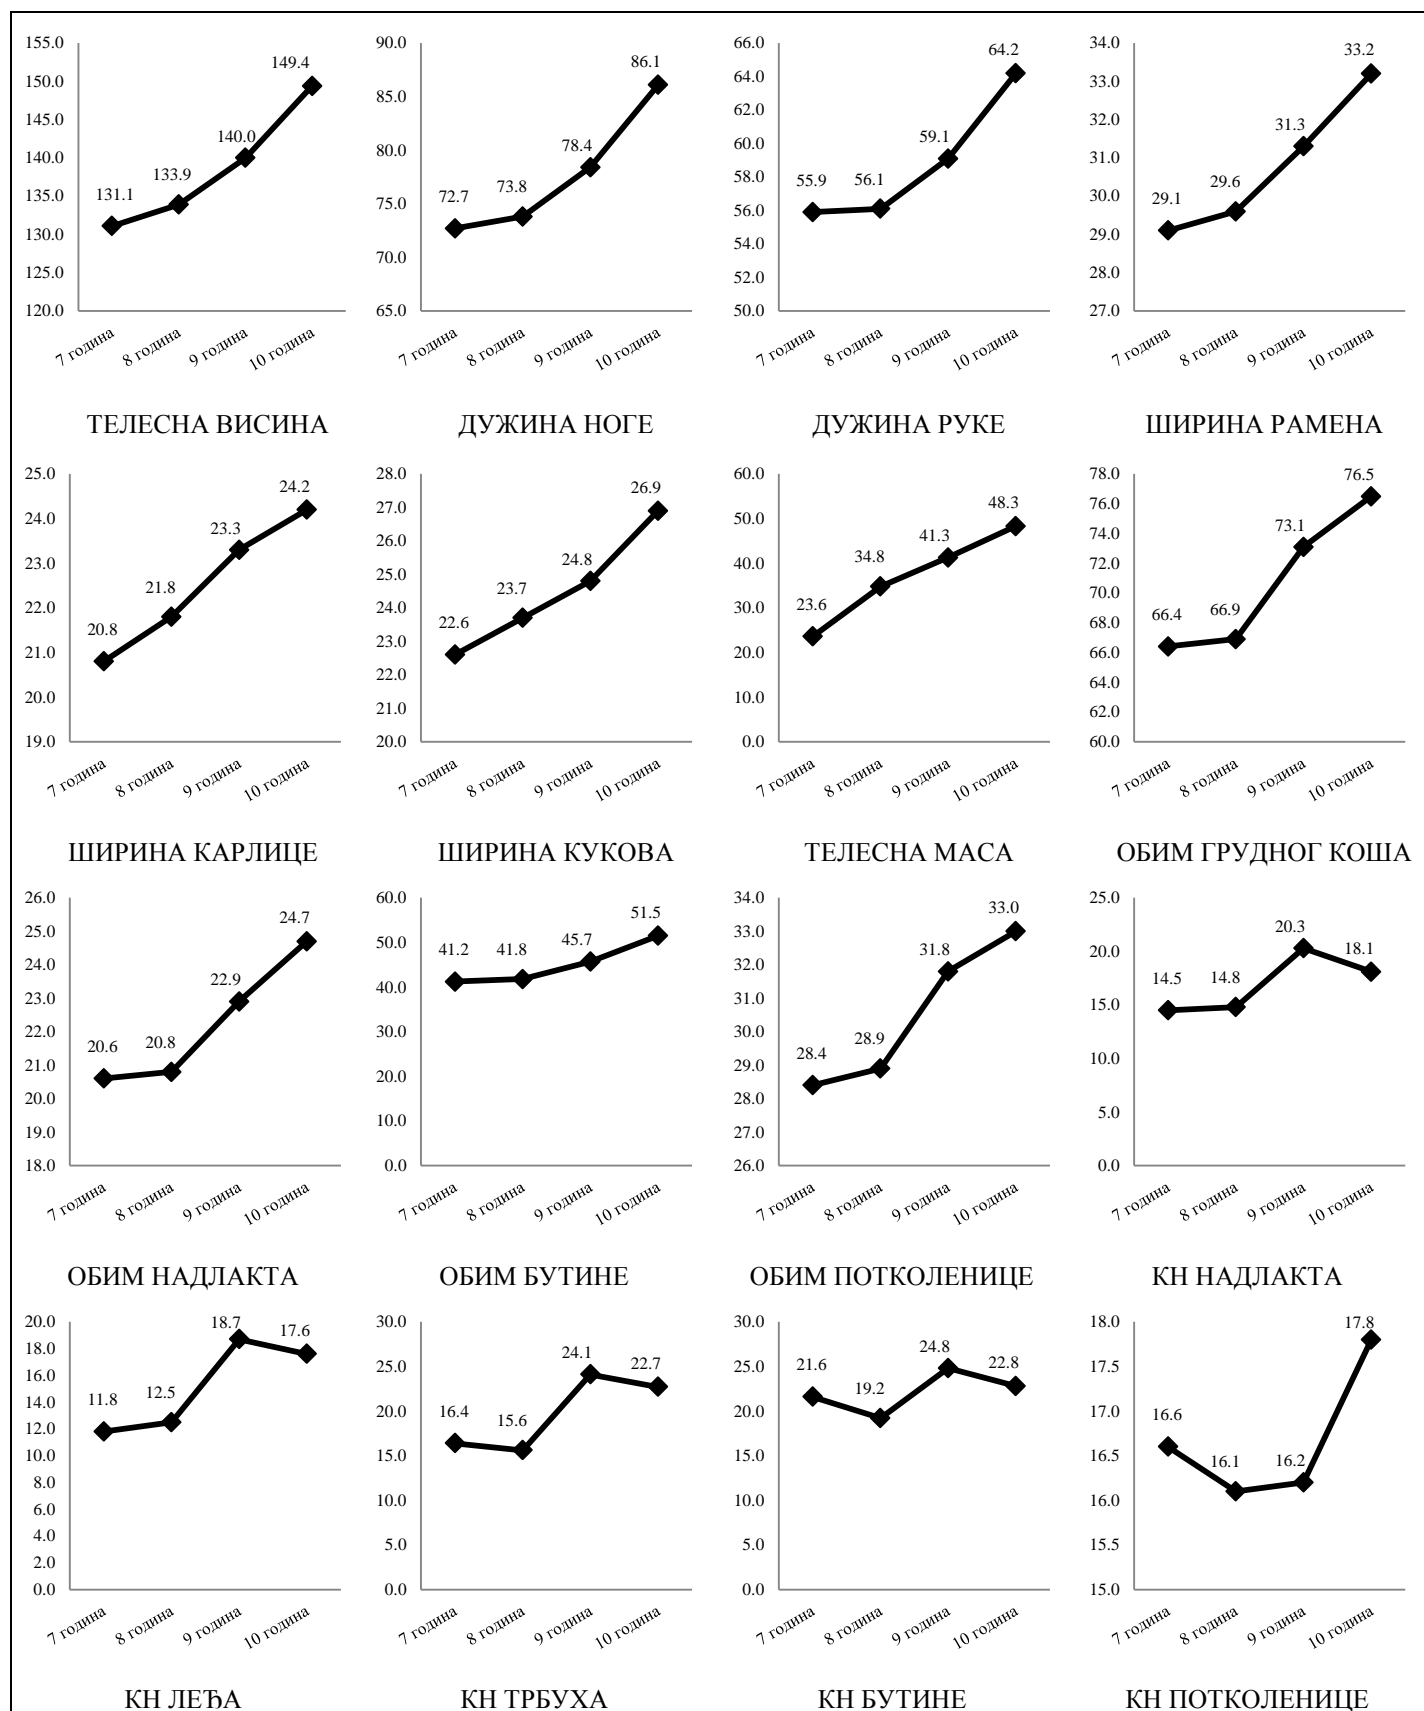 155.0
150.0
145.0
140.0
135.0
130.0
125.0
120.0
131.1
133.9
140.0
149.4
7 година
8 година
9 година
10 година
ТЕЛЕСНА ВИСИНА
90.0
85.0
80.0
75.0
70.0
65.0
72.7
73.8
78.4
86.1
7 година
8 година
9 година
10 година
ДУЖИНА НОГЕ
66.0
64.0
62.0
60.0
58.0
56.0
54.0
52.0
50.0
55.9
56.1
59.1
64.2
7 година
8 година
9 година
10 година
ДУЖИНА РУКЕ
34.0
33.0
32.0
31.0
30.0
29.0
28.0
27.0
29.1
29.6
31.3
33.2
7 година
8 година
9 година
10 година
ШИРИНА РАМЕНА
25.0
24.0
23.0
22.0
21.0
20.0
19.0
20.8
21.8
23.3
24.2
7 година
8 година
9 година
10 година
ШИРИНА КАРЛИЦЕ
28.0
27.0
26.0
25.0
24.0
23.0
22.0
21.0
20.0
22.6
23.7
24.8
26.9
7 година
8 година
9 година
10 година
ШИРИНА КУКОВА
60.0
50.0
40.0
30.0
20.0
10.0
0.0
23.6
34.8
41.3
48.3
7 година
8 година
9 година
10 година
ТЕЛЕСНА МАСА
78.0
76.0
74.0
72.0
70.0
68.0
66.0
64.0
62.0
60.0
66.4
66.9
73.1
76.5
7 година
8 година
9 година
10 година
ОБИМ ГРУДНОГ КОША
26.0
25.0
24.0
23.0
22.0
21.0
20.0
19.0
18.0
20.6
20.8
22.9
24.7
7 година
8 година
9 година
10 година
ОБИМ НАДЛАКТА
60.0
50.0
40.0
30.0
20.0
10.0
0.0
41.2
41.8
45.7
51.5
7 година
8 година
9 година
10 година
ОБИМ БУТИНЕ
34.0
33.0
32.0
31.0
30.0
29.0
28.0
27.0
26.0
28.4
28.9
31.8
33.0
7 година
8 година
9 година
10 година
ОБИМ ПОТКОЛЕНИЦЕ
25.0
20.0
15.0
10.0
5.0
0.0
14.5
14.8
20.3
18.1
7 година
8 година
9 година
10 година
КН НАДЛАКТА
20.0
18.0
16.0
14.0
12.0
10.0
8.0
6.0
4.0
2.0
0.0
11.8
12.5
18.7
17.6
7 година
8 година
9 година
10 година
КН ЛЕЂА
30.0
25.0
20.0
15.0
10.0
5.0
0.0
16.4
15.6
24.1
22.7
7 година
8 година
9 година
10 година
КН ТРБУХА
30.0
25.0
20.0
15.0
10.0
5.0
0.0
21.6
19.2
24.8
22.8
7 година
8 година
9 година
10 година
КН БУТИНЕ
18.0
17.5
17.0
16.5
16.0
15.5
15.0
16.6
16.1
16.2
17.8
7 година
8 година
9 година
10 година
КН ПОТКОЛЕНИЦЕ